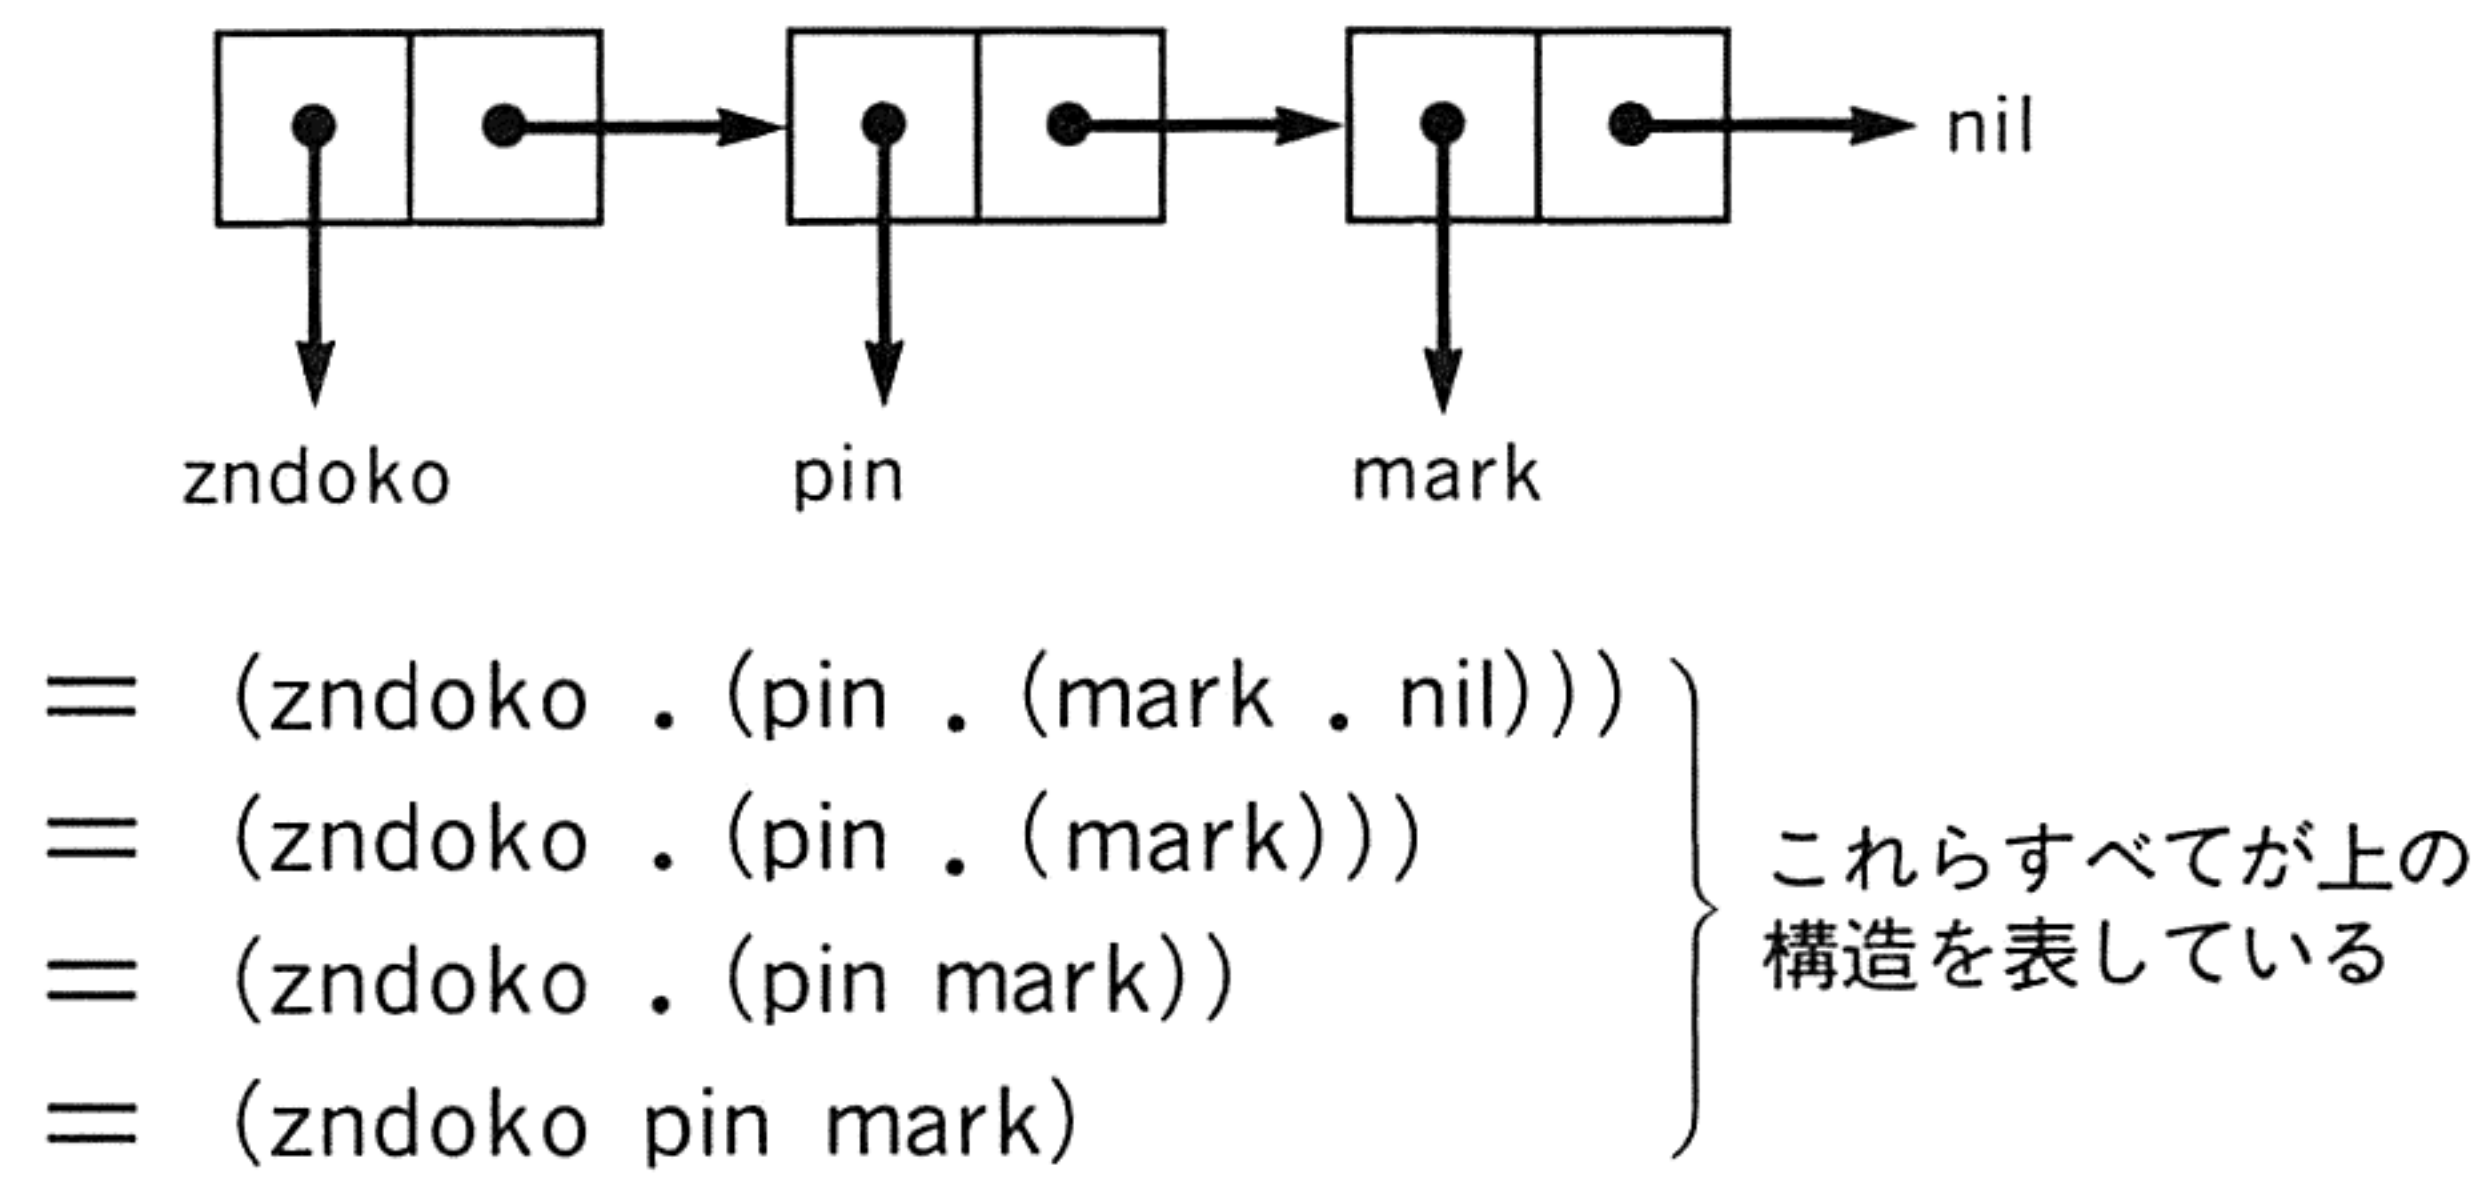 nil
zndoko pin mark
= (zndoko . (pin . (mark . nil)))
= (zndoko . (pin . (mark)))
= (zndoko . (pin mark))
= (zndoko pin mark)
これらすべてが上の
構造を表している